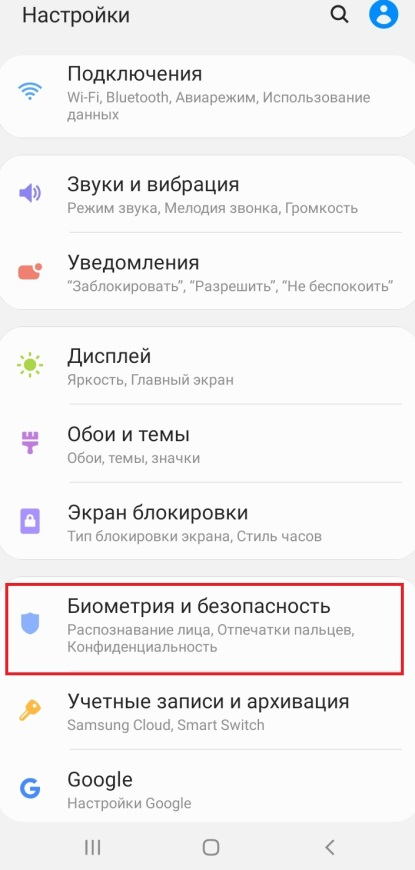 Настройки
Подключения
Wi-Fi, Bluetooth, Авиарежим, Использование
данных
Звуки и вибрация
Режим звука, Мелодия звонка, Громкость
Уведомления
“Заблокировать”, “Разрешить”, “Не беспокоить”
Дисплей
Яркость, Главный экран
Обои и темы
Обои, темы, значки
Экран блокировки
Тип блокировки экрана, Стиль часов
Биометрия и безопасность
Распознавание лица, Отпечатки пальцев,
Конфиденциальность
Учетные записи и архивация
Samsung Cloud, Smart Switch
Google
Настройки Google